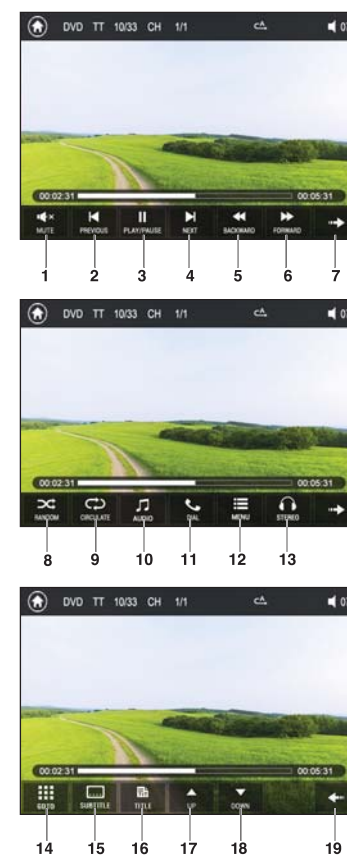 DVD TT 10/33 CH 1/1
00:02:31 00:05:31
MUTE PREVIOUS PLAY/PAUSE NEXT BACKWARD FORWARD
1 2 3 4 5 6 7
DVD TT 10/33 CH 1/1
00:02:31 00:05:31
RANDOM CIRCULATE AUDIO DIAL MENU STEREO
8 9 10 11 12 13
DVD TT 10/33 CH 1/1
00:02:31 00:05:31
GOTO SUBTITLE TITLE UP DOWN
14 15 16 17 18 19